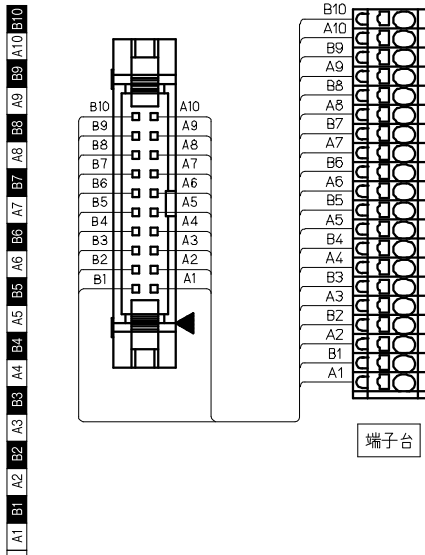 B10
A10
B9
A9
B8
A8
B7
A7
B6
A6
B5
A5
B4
A4
B3
A3
B2
A2
B1
A1
B10 A10
B9 A9
B8 A8
B7 A7
B6 A6
B5 A5
B4 A4
B3 A3
B2 A2
B1 A1
B10
A10
B9
A9
B8
A8
B7
A7
B6
A6
B5
A5
B4
A4
B3
A3
B2
A2
B1
A1
端子台